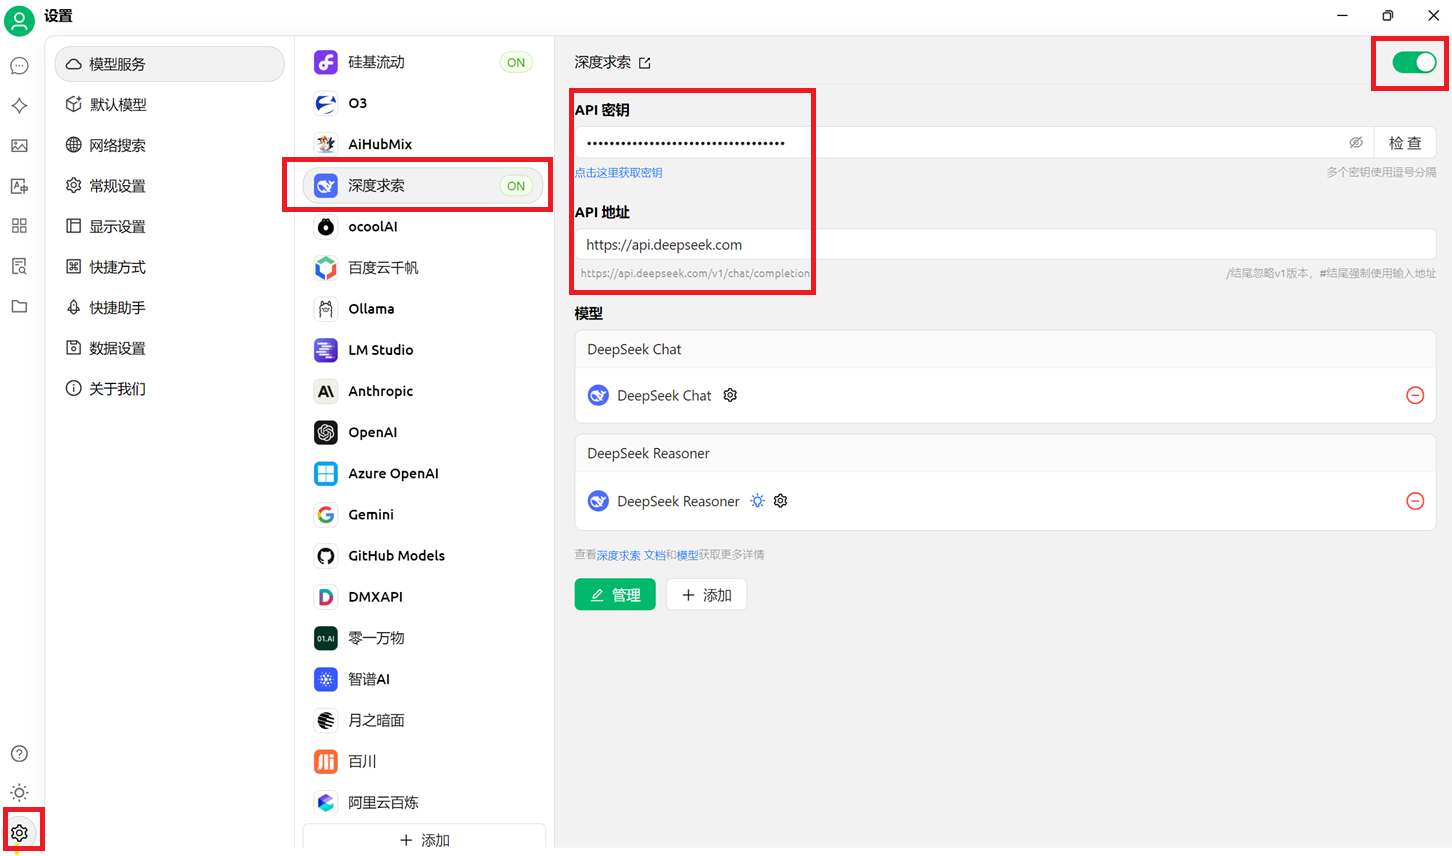 设置
模型服务
默认模型
网络搜索
常规设置
显示设置
快捷方式
快捷助手
数据设置
关于我们
硅基流动 ON
O3
AiHubMix
深度求索 ON
ocoolAI
百度云千帆
Ollama
LM Studio
Anthropic
OpenAI
Azure OpenAI
Gemini
GitHub Models
DMXAPI
01.AI 零一万物
智谱AI
月之暗面
百川
阿里云百炼
添加
深度求索
API 密钥
•••••••••••••••••••••••••••••••••••
检 查
点击这里获取密钥 多个密钥使用逗号分隔
API 地址
https://api.deepseek.com
https://api.deepseek.com/v1/chat/completion /结尾忽略v1版本，#结尾强制使用输入地址
模型
DeepSeek Chat
DeepSeek Chat
DeepSeek Reasoner
DeepSeek Reasoner
查看深度求索 文档和模型获取更多详情
管理 添加